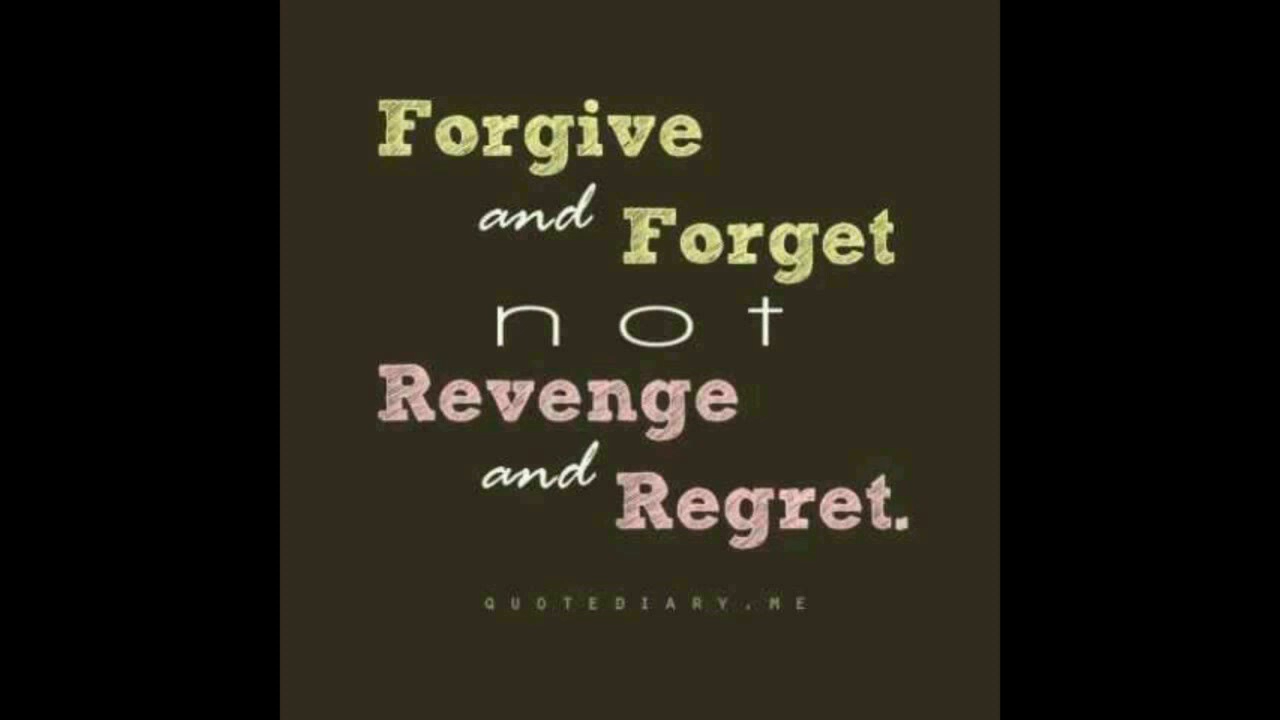 Forgive
and Forget
not
Revenge
and Regret.
QUOTEDIARY.ME